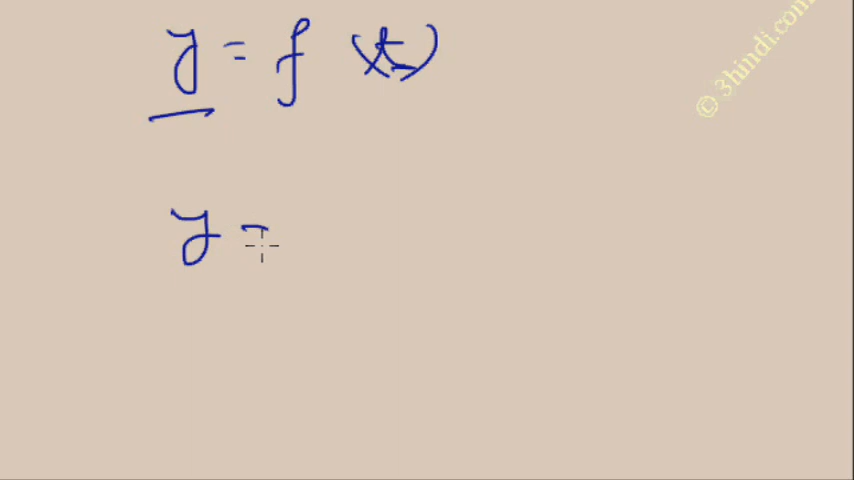 y = f (t)
y =
© 3hindi.com